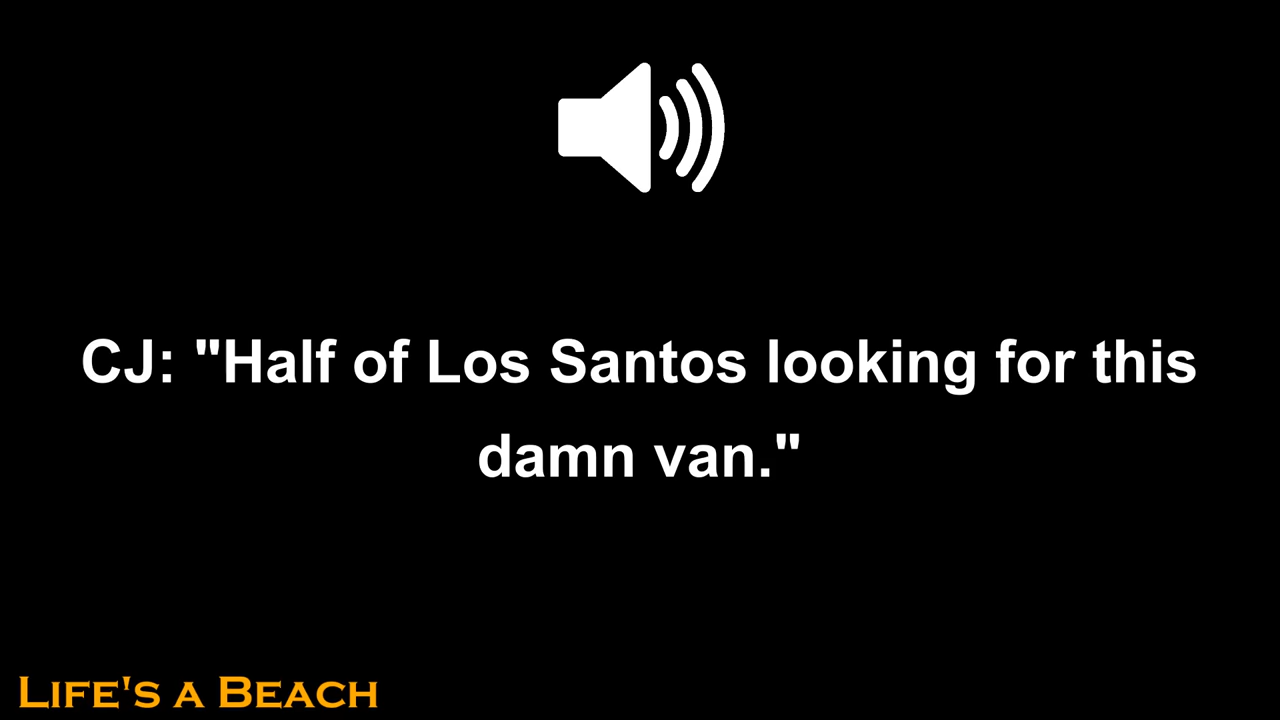 CJ: "Half of Los Santos looking for this
damn van."
Life's a Beach